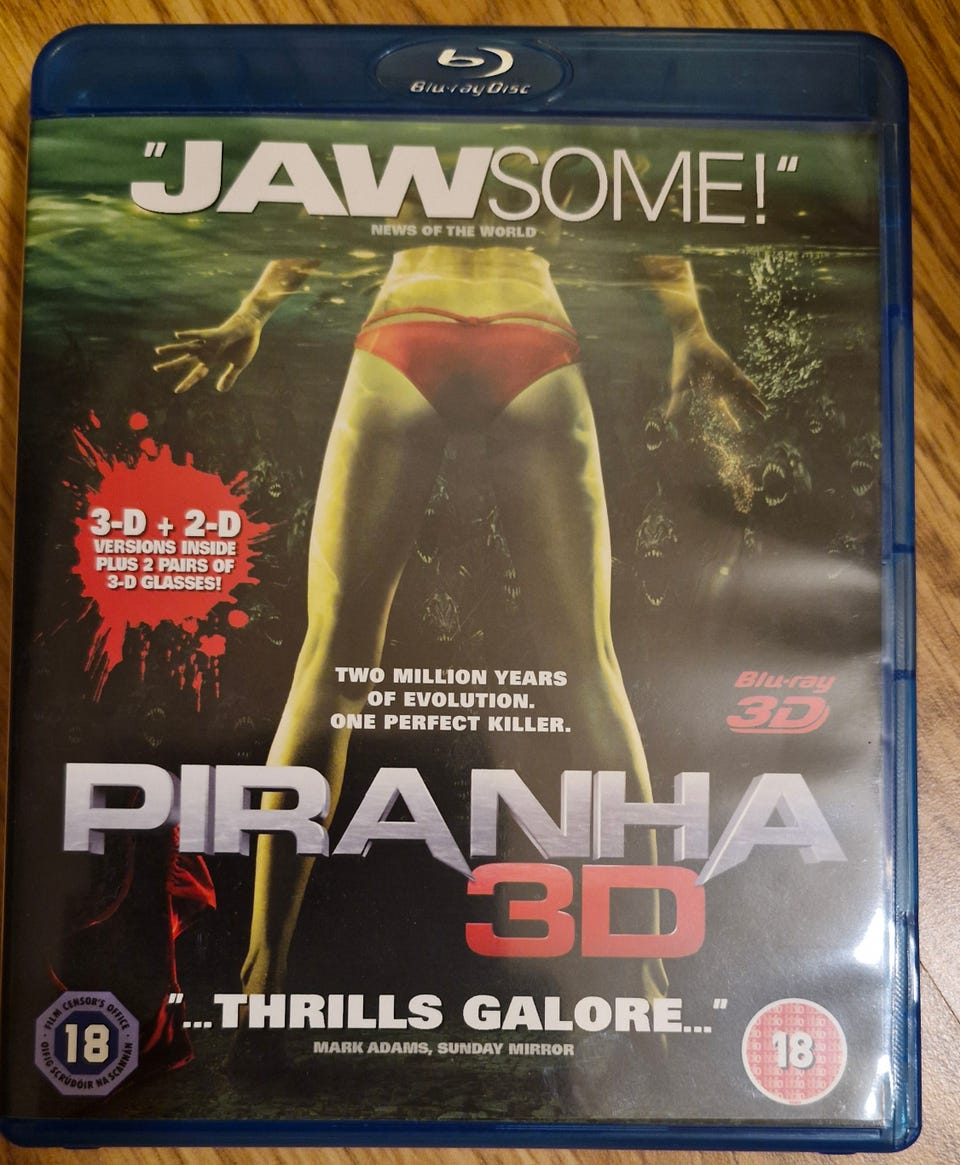 Blu-ray Disc
"JAWSOME!"
NEWS OF THE WORLD
3-D + 2-D
VERSIONS INSIDE
PLUS 2 PAIRS OF
3-D GLASSES!
TWO MILLION YEARS
OF EVOLUTION.
ONE PERFECT KILLER.
Blu-ray
3D
PIRANHA
3D
"...THRILLS GALORE..."
MARK ADAMS, SUNDAY MIRROR
FILM CENSOR'S OFFICE
18
OIFIG SCRÚDÓIR NA SCANNÁN
18